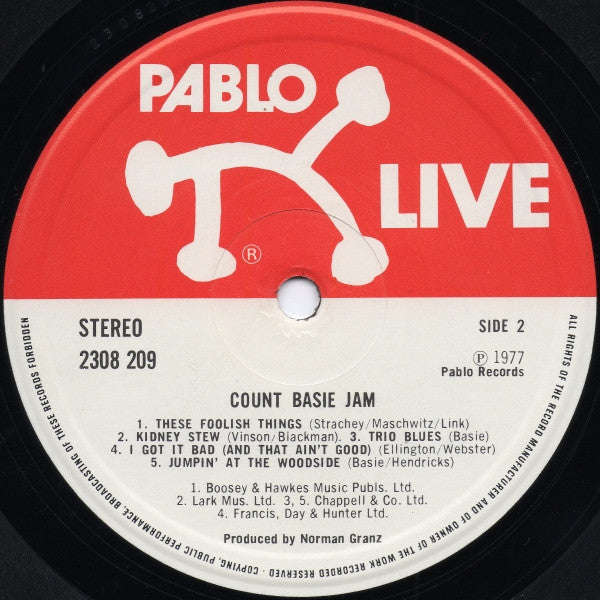 PABLO
LIVE
®
STEREO
SIDE 2
2308 209
℗ 1977
Pablo Records
COUNT BASIE JAM
1. THESE FOOLISH THINGS (Strachey/Maschwitz/Link)
2. KIDNEY STEW (Vinson/Blackman). 3. TRIO BLUES (Basie)
4. I GOT IT BAD (AND THAT AIN'T GOOD) (Ellington/Webster)
5. JUMPIN' AT THE WOODSIDE (Basie/Hendricks)
1. Boosey & Hawkes Music Publs. Ltd.
2. Lark Mus. Ltd. 3, 5. Chappell & Co. Ltd.
4. Francis, Day & Hunter Ltd.
Produced by Norman Granz
ALL RIGHTS OF THE RECORD MANUFACTURER AND OF OWNER OF THE WORK RECORDED RESERVED · COPYING, PUBLIC PERFORMANCE BROADCASTING OF THESE RECORDS FORBIDDEN